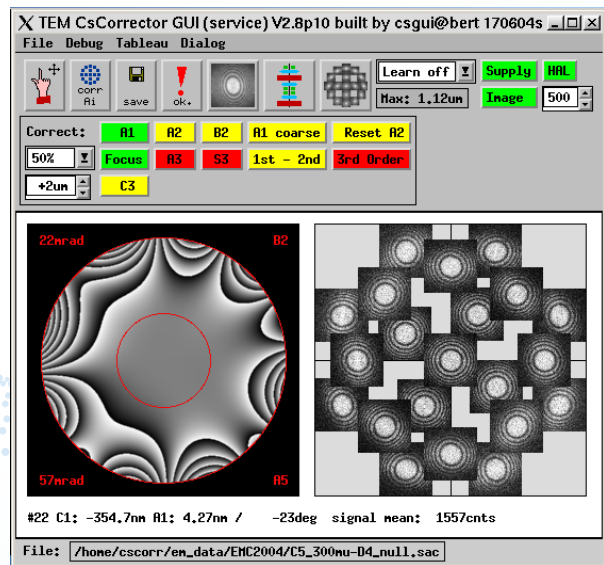 TEM CsCorrector GUI (service) V2.8p10 built by csgui@bert 170604s
File Debug Tableau Dialog
corr
Ai
save
ok.
Learn off
Max: 1.12um
Supply
HAL
Image
500
Correct: A1 A2 B2 A1 coarse Reset A2
50% Focus A3 S3 1st - 2nd 3rd Order
+2um C3
22mrad B2
57mrad A5
#22 C1: -354.7nm A1: 4.27nm / -23deg signal mean: 1557cnts
File: /home/cscorr/em_data/EMC2004/C5_300mu-D4_null.sac